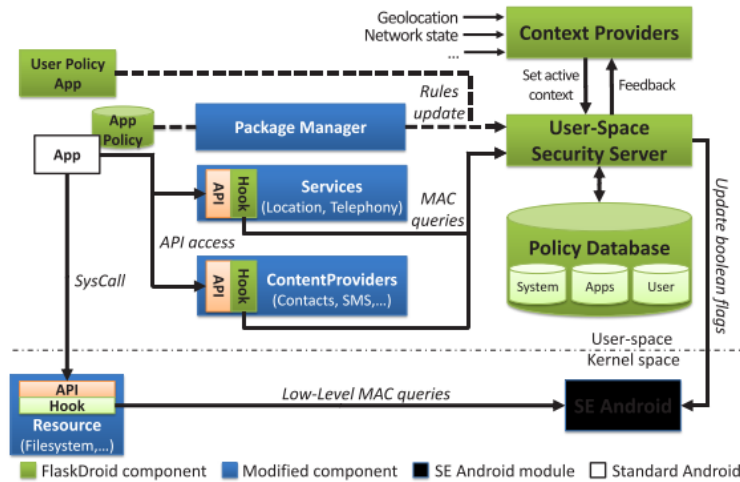 Geolocation
Network state
...
Context Providers
User Policy
App
Set active
context
Feedback
Rules
update
App
Policy
Package Manager
User-Space
Security Server
App
API
Hook
Services
(Location, Telephony)
MAC
queries
API access
Update boolean flags
Policy Database
System
Apps
User
SysCall
API
Hook
ContentProviders
(Contacts, SMS,...)
User-space
Kernel space
API
Hook
Resource
(Filesystem,...)
Low-Level MAC queries
SE Android
FlaskDroid component
Modified component
SE Android module
Standard Android